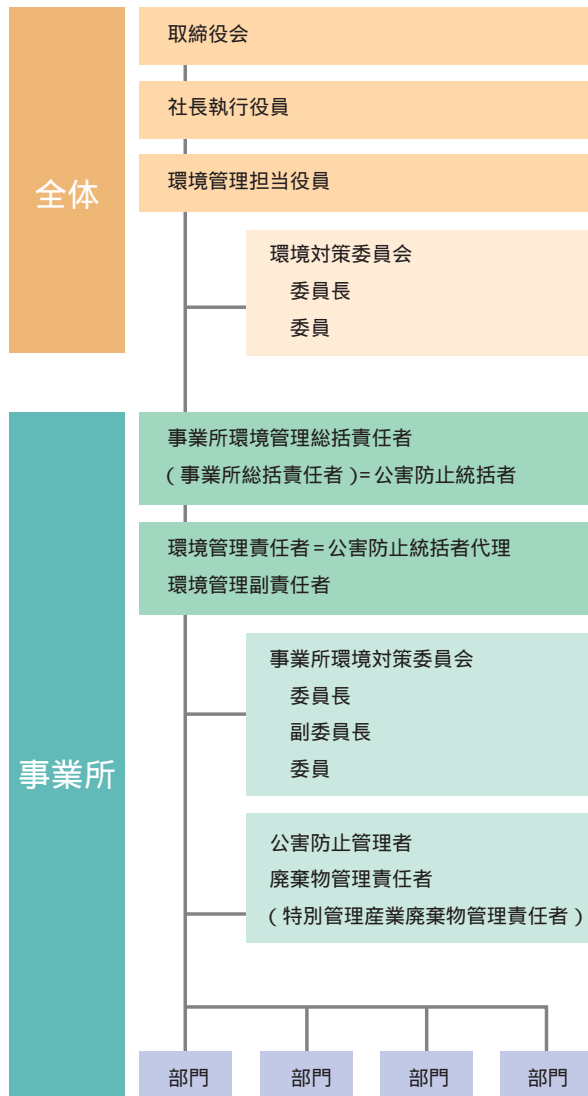 全体
取締役会
社長執行役員
環境管理担当役員
環境対策委員会
委員長
委員
事業所
事業所環境管理総括責任者
(事業所総括責任者)=公害防止統括者
環境管理責任者=公害防止統括者代理
環境管理副責任者
事業所環境対策委員会
委員長
副委員長
委員
公害防止管理者
廃棄物管理責任者
(特別管理産業廃棄物管理責任者)
部門 部門 部門 部門